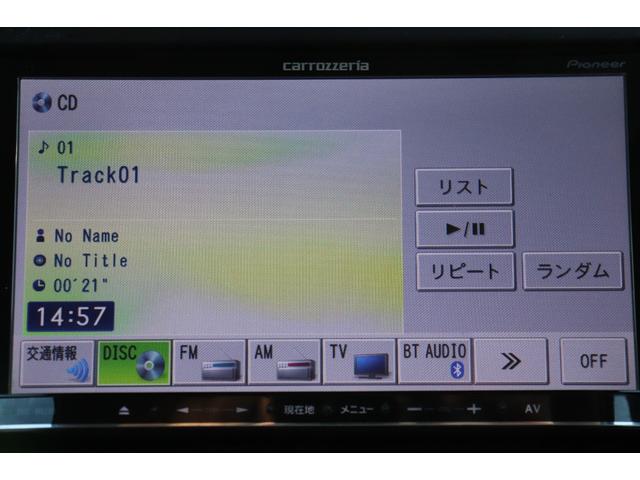 carrozzeria
Pioneer
CD
01
Track01
No Name
No Title
00'21"
14:57
リスト
▶/II
リピート
ランダム
交通情報
DISC
FM
AM
TV
BT AUDIO
≫
OFF
現在地
メニュー
AV